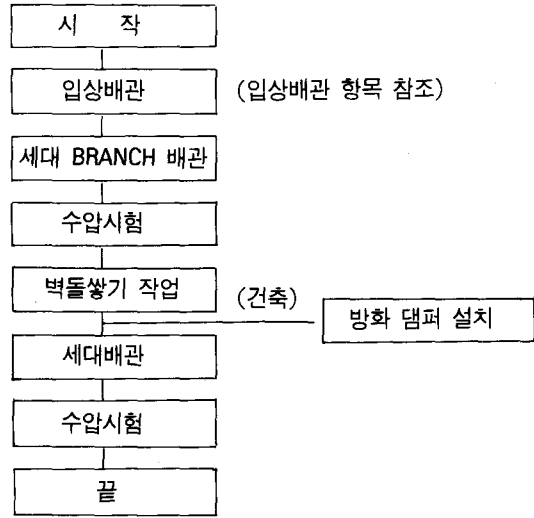 시 작
입상배관 (입상배관 항목 참조)
세대 BRANCH 배관
수압시험
벽돌쌓기 작업 (건축)
방화 댐퍼 설치
세대배관
수압시험
끝